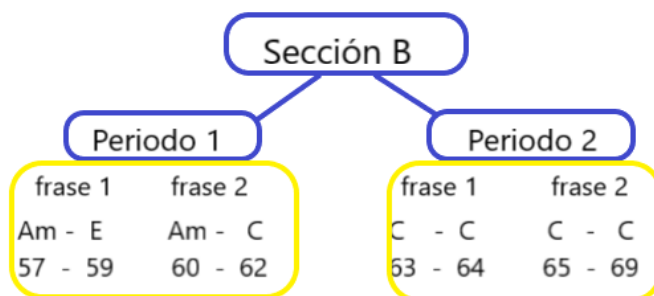 Sección B
Periodo 1
frase 1 frase 2
Am - E Am - C
57 - 59 60 - 62
Periodo 2
frase 1 frase 2
C - C C - C
63 - 64 65 - 69